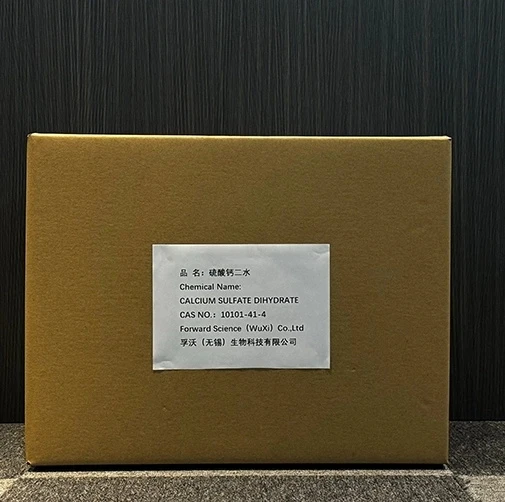 品 名：硫酸钙二水
Chemical Name:
CALCIUM SULFATE DIHYDRATE
CAS NO.：10101-41-4
Forward Science（WuXi）Co.,Ltd
孚沃（无锡）生物科技有限公司